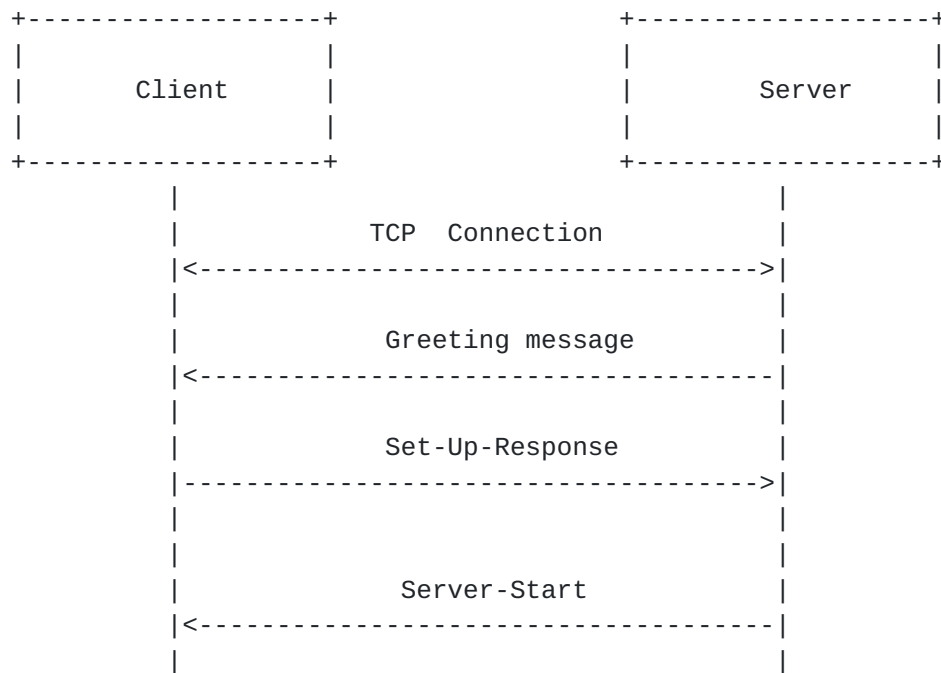 Client Server
TCP  Connection
Greeting message
Set-Up-Response
Server-Start